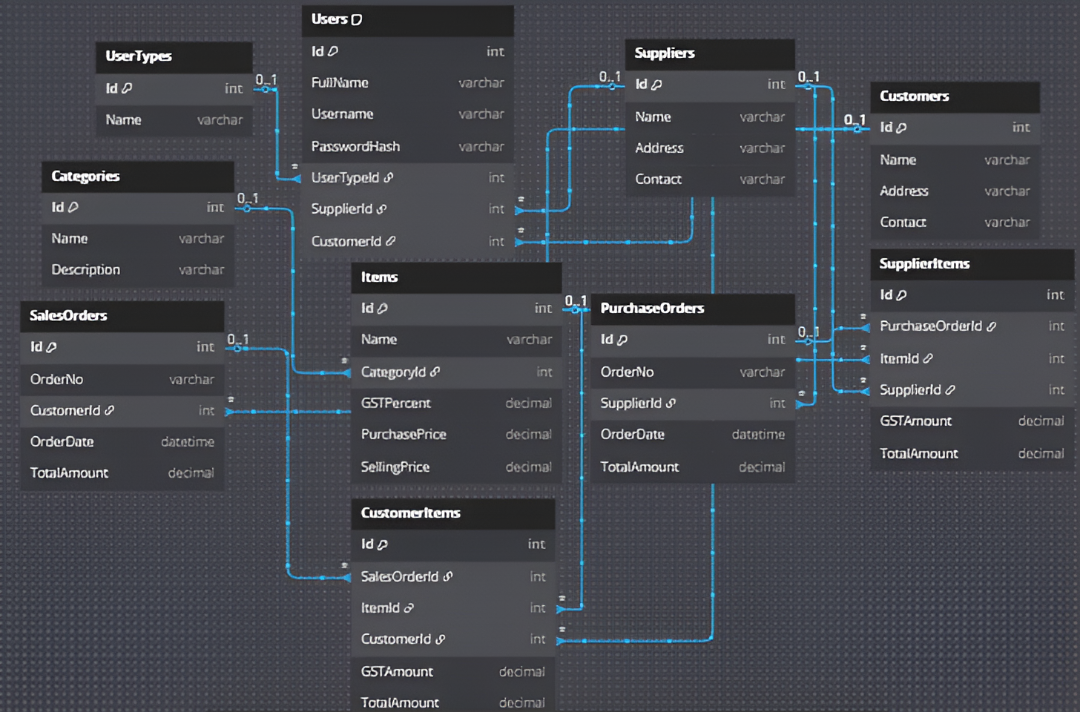 Users
Id int
FullName varchar
Username varchar
PasswordHash varchar
UserTypeId int
SupplierId int
*
CustomerId int
*
UserTypes
Id int
0..1
Name varchar
*
Suppliers
0..1
Id int
0..1
Name varchar
Address varchar
Contact varchar
Customers
0..1
Id int
Name varchar
Address varchar
Contact varchar
Categories
Id int
0..1
Name varchar
Description varchar
SalesOrders
Id int
0..1
OrderNo varchar
CustomerId int
*
OrderDate datetime
TotalAmount decimal
Items
Id int
0..1
Name varchar
*
CategoryId int
GSTPercent decimal
PurchasePrice decimal
SellingPrice decimal
PurchaseOrders
Id int
0..1
OrderNo varchar
SupplierId int
*
OrderDate datetime
TotalAmount decimal
SupplierItems
Id int
*
PurchaseOrderId int
*
ItemId int
*
SupplierId int
GSTAmount decimal
TotalAmount decimal
CustomerItems
Id int
*
SalesOrderId int
ItemId int
*
CustomerId int
*
GSTAmount decimal
TotalAmount decimal